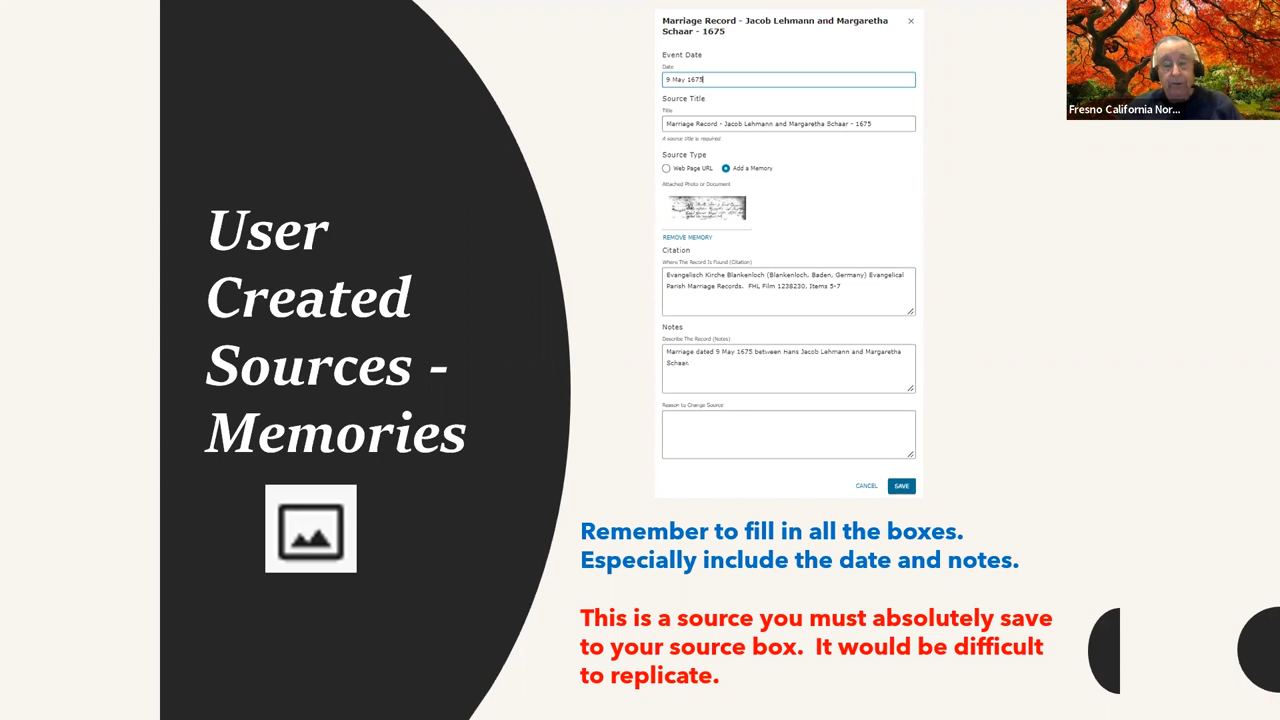 User
Created
Sources -
Memories
Marriage Record - Jacob Lehmann and Margaretha
Schaar - 1675
Event Date
Date
9 May 1675
Source Title
Title
Marriage Record - Jacob Lehmann and Margaretha Schaar - 1675
A source title is required
Source Type
Web Page URL
Add a Memory
Attached Photo or Document
REMOVE MEMORY
Citation
Where The Record Is Found (Citation)
Evangelisch Kirche Blankenloch (Blankenloch, Baden, Germany) Evangelical
Parish Marriage Records. FHL Film 1238230, Items 5-7
Notes
Describe The Record (Notes)
Marriage dated 9 May 1675 between Hans Jacob Lehmann and Margaretha
Schaar.
Reason to Change Source
CANCEL
SAVE
Remember to fill in all the boxes.
Especially include the date and notes.
This is a source you must absolutely save
to your source box. It would be difficult
to replicate.
Fresno California Nor...